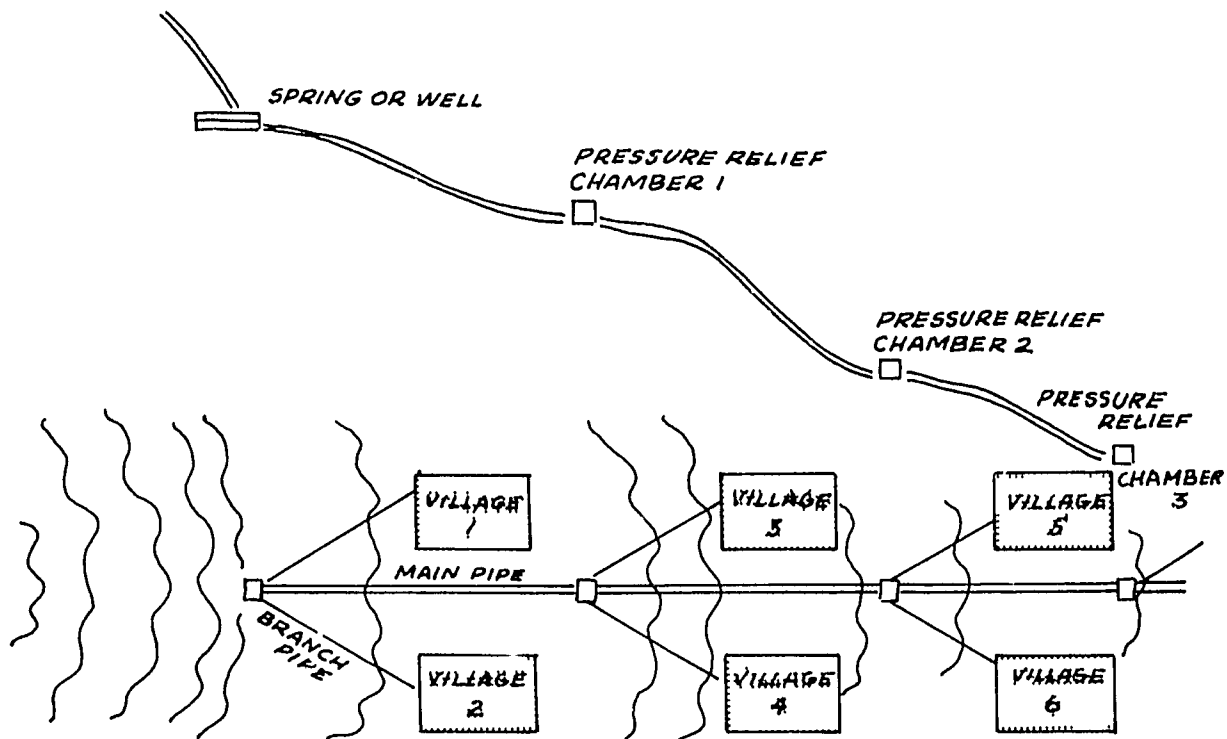 SPRING OR WELL
PRESSURE RELIEF
CHAMBER 1
PRESSURE RELIEF
CHAMBER 2
PRESSURE
RELIEF
CHAMBER
3
VILLAGE
1
VILLAGE
3
VILLAGE
5
MAIN PIPE
BRANCH
PIPE
VILLAGE
2
VILLAGE
4
VILLAGE
6